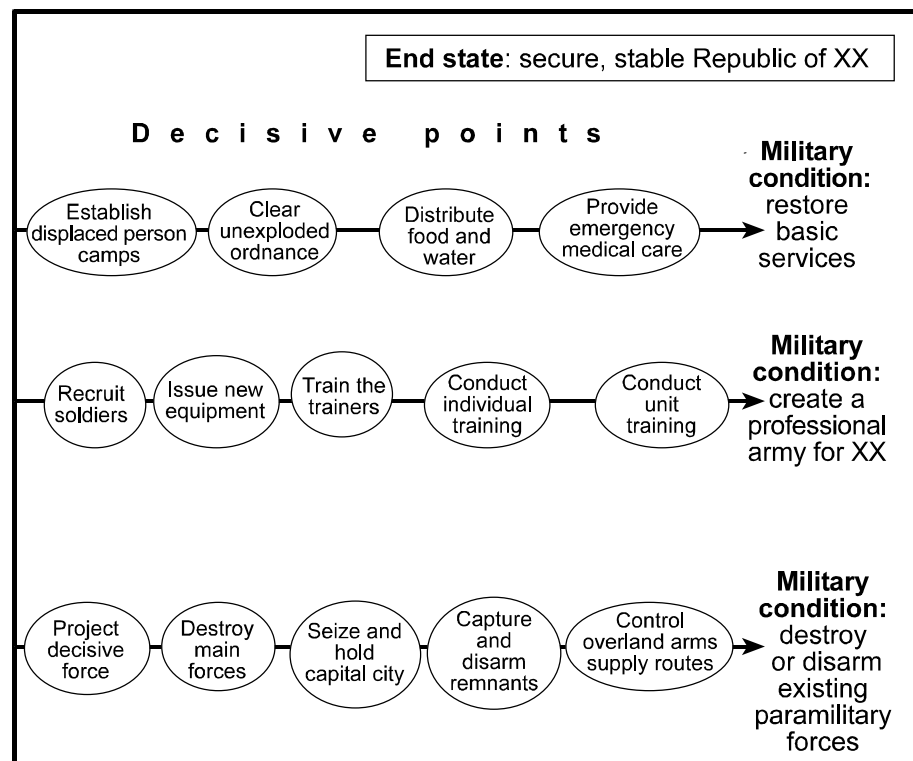 End state: secure, stable Republic of XX
Decisive points
Establish
displaced person
camps
Clear
unexploded
ordnance
Distribute
food and
water
Provide
emergency
medical care
Military
condition:
restore
basic
services
Recruit
soldiers
Issue new
equipment
Train the
trainers
Conduct
individual
training
Conduct
unit
training
Military
condition:
create a
professional
army for XX
Project
decisive
force
Destroy
main
forces
Seize and
hold
capital city
Capture
and
disarm
remnants
Control
overland arms
supply routes
Military
condition:
destroy
or disarm
existing
paramilitary
forces